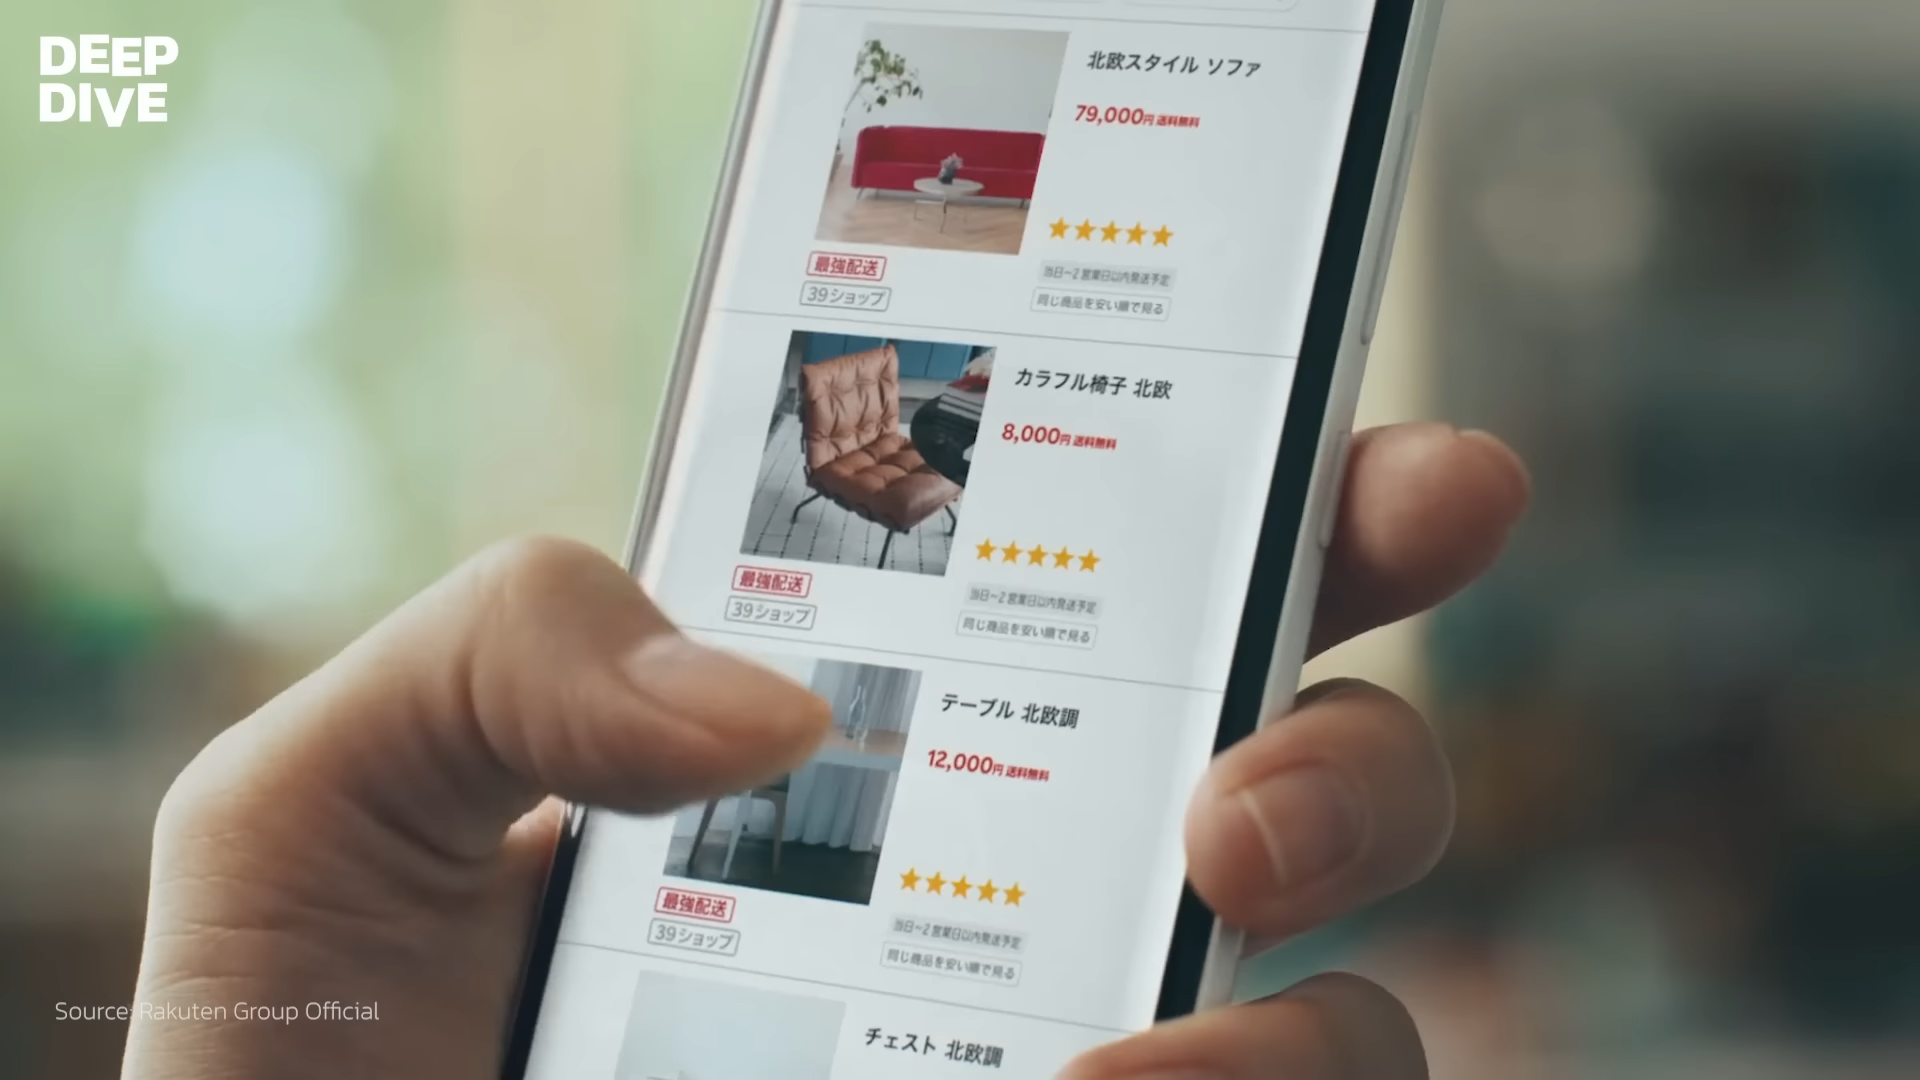 DEEP
DIVE
北欧スタイル ソファ
79,000円 送料無料
最強配送
39ショップ
当日〜2営業日以内発送予定
同じ商品を安い順で見る
カラフル椅子 北欧
8,000円 送料無料
最強配送
39ショップ
当日〜2営業日以内発送予定
同じ商品を安い順で見る
テーブル 北欧調
12,000円 送料無料
最強配送
39ショップ
当日〜2営業日以内発送予定
同じ商品を安い順で見る
チェスト 北欧調
Source: Rakuten Group Official